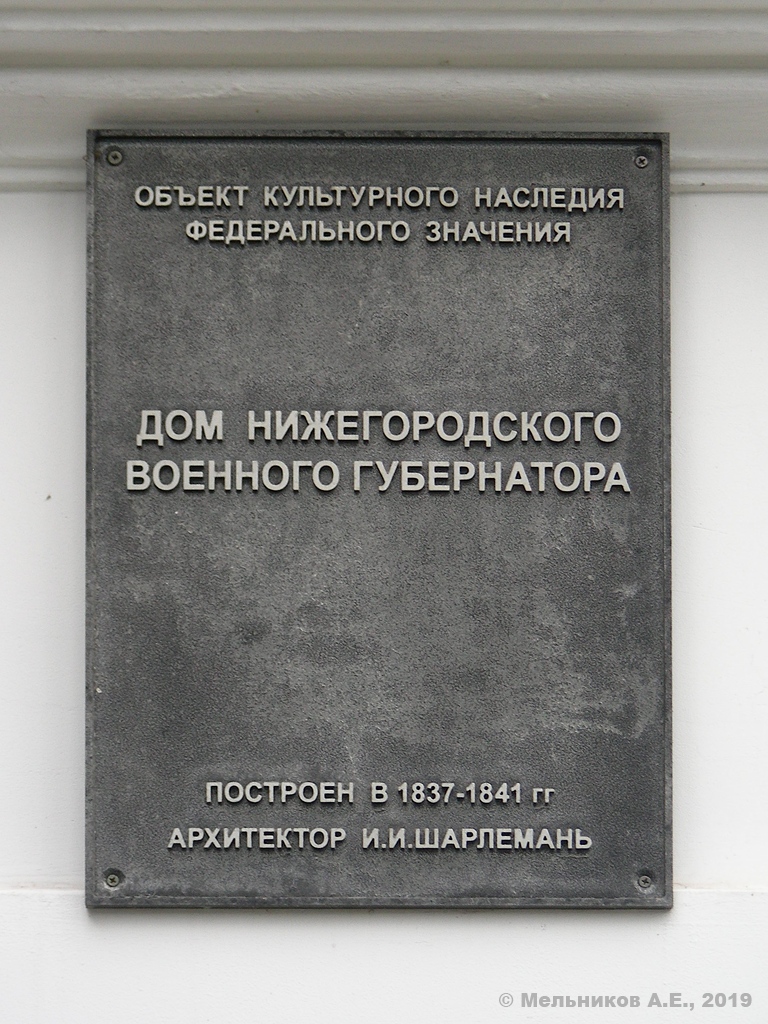 ОБЪЕКТ КУЛЬТУРНОГО НАСЛЕДИЯ
ФЕДЕРАЛЬНОГО ЗНАЧЕНИЯ
ДОМ НИЖЕГОРОДСКОГО
ВОЕННОГО ГУБЕРНАТОРА
ПОСТРОЕН В 1837-1841 гг
АРХИТЕКТОР И.И.ШАРЛЕМАНЬ
© Мельников А.Е., 2019